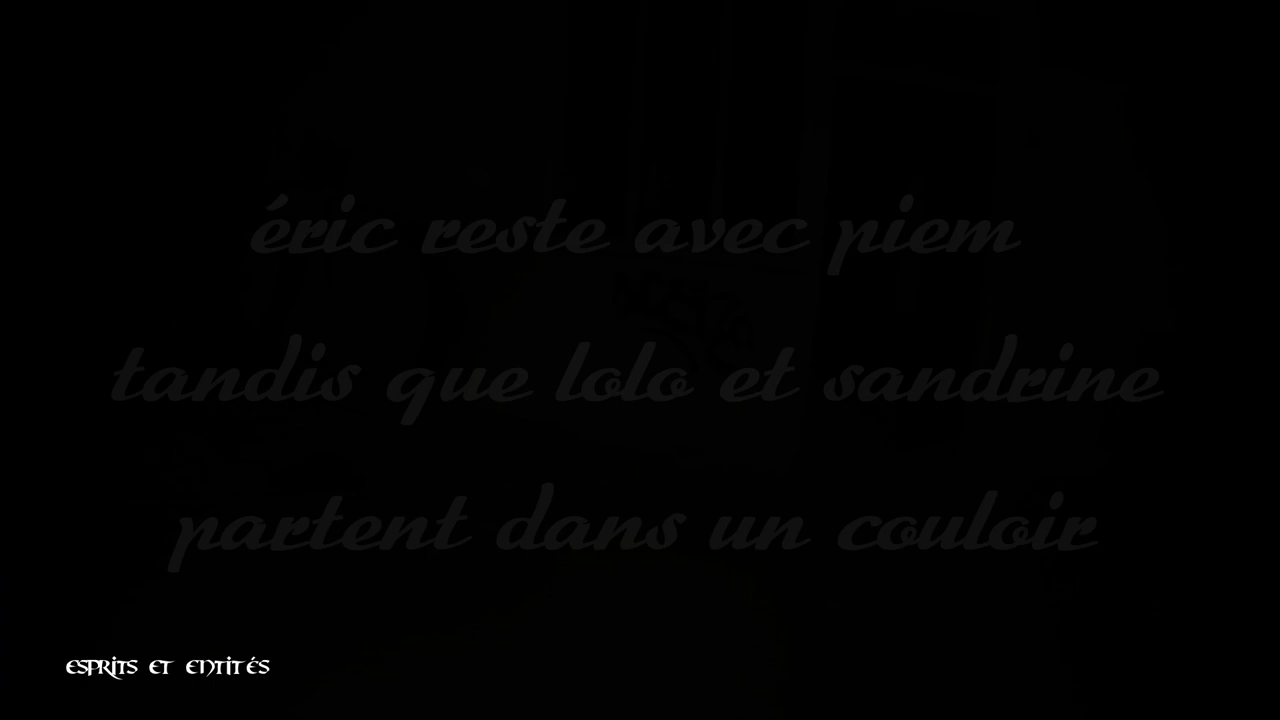 éric reste avec piem
tandis que lolo et sandrine
partent dans un couloir
ESPRITS ET ENTITÉS